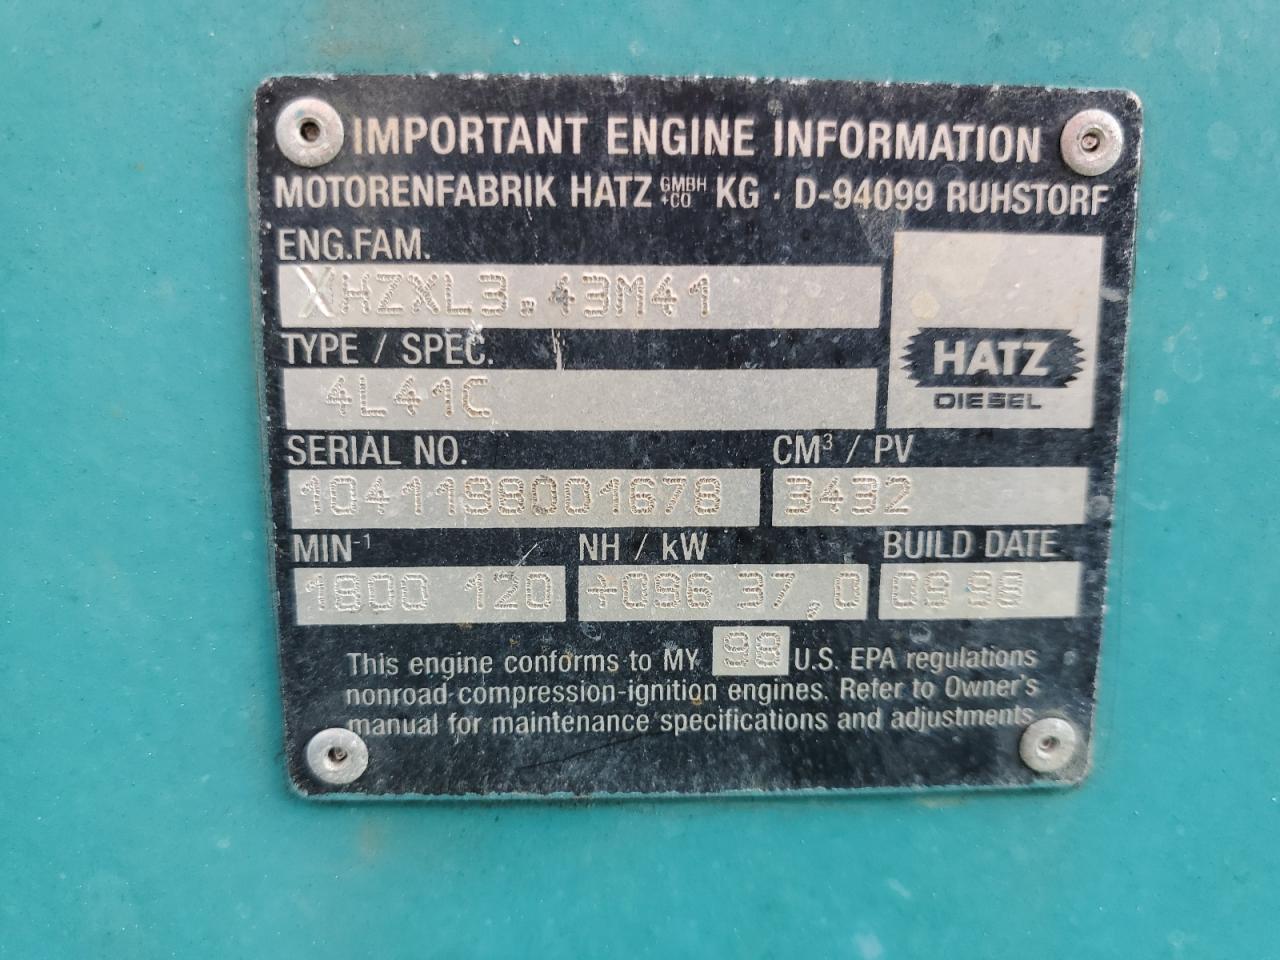 IMPORTANT ENGINE INFORMATION
MOTORENFABRIK HATZ GMBH +CO KG · D-94099 RUHSTORF
ENG.FAM.
XHZXL3.43M41
TYPE / SPEC.
4L41C
HATZ
DIESEL
SERIAL NO.
CM³ / PV
1041198001678
3432
MIN-1
NH / kW
BUILD DATE
1800 120
+096 37,0
09.98
This engine conforms to MY 98 U.S. EPA regulations
nonroad compression-ignition engines. Refer to Owner's
manual for maintenance specifications and adjustments